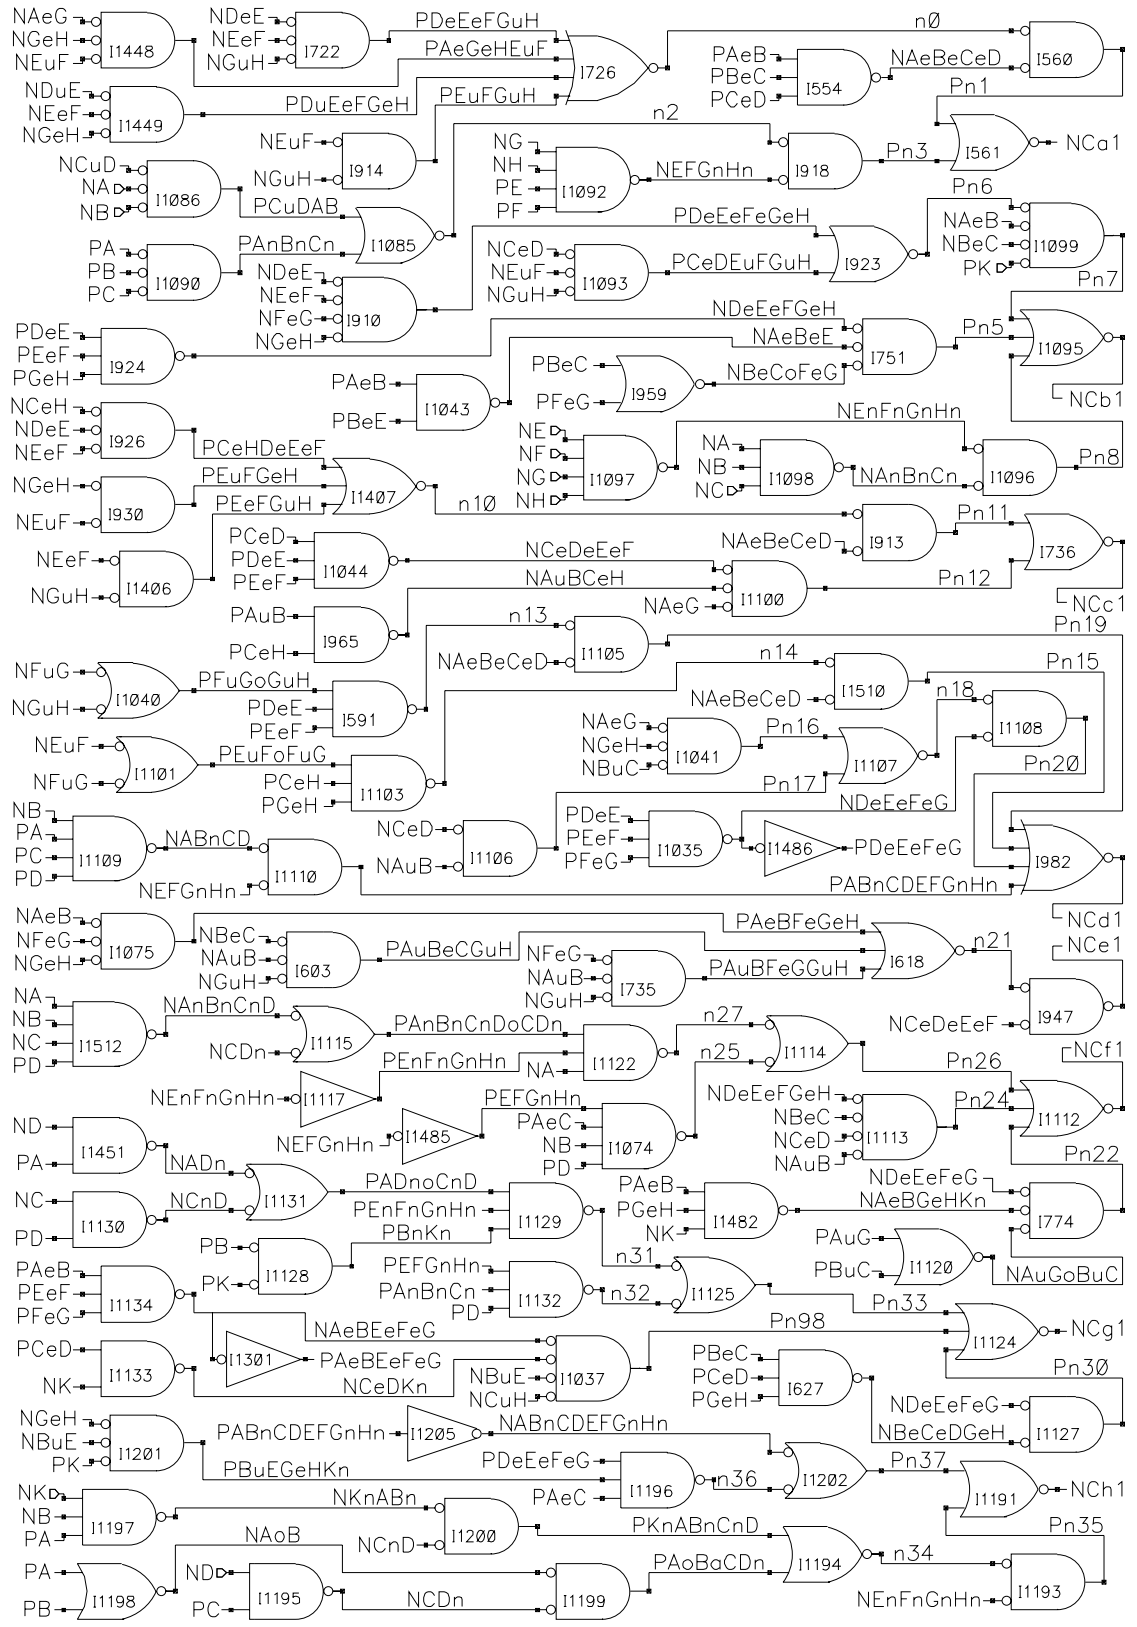 NAeG
NGeH
NEuF
I1448
NDeE
NEeF
NGuH
I722
PDeEeFGuH
PAeGeHEuF
I726
n0
PAeB
PBeC
PCeD
I554
NAeBeCeD
I560
Pn1
NDuE
NEeF
NGeH
I1449
PDuEeFGeH
PEuFGuH
n2
NEuF
NGuH
I914
NG
NH
PE
PF
I1092
NEFGnHn
I918
Pn3
I561
NCa1
NCuD
NA
NB
I1086
PCuDAB
PA
PB
PC
I1090
PAnBnCn
I1085
NDeE
NEeF
NFeG
NGeH
I910
PDeEeFeGeH
NCeD
NEuF
NGuH
I1093
PCeDEuFGuH
I923
Pn6
NAeB
NBeC
PK
I1099
Pn7
PDeE
PEeF
PGeH
I924
NDeEeFGeH
NAeBeE
PAeB
PBeE
I1043
PBeC
PFeG
I959
NBeCoFeG
I751
Pn5
I1095
NCb1
NCeH
NDeE
NEeF
I926
PCeHDeEeF
NGeH
NEuF
I930
PEuFGeH
PEeFGuH
I1407
n10
NE
NF
NG
NH
I1097
NEnFnGnHn
NA
NB
NC
I1098
NAnBnCn
I1096
Pn8
NEeF
NGuH
I1406
PCeD
PDeE
PEeF
I1044
NCeDeEeF
NAeBeCeD
I913
Pn11
I736
PAuB
PCeH
I965
NAuBCeH
NAeG
I1100
Pn12
NCc1
n13
NAeBeCeD
I1105
Pn19
NFuG
NGuH
I1040
PFuGoGuH
PDeE
PEeF
I591
n14
NAeBeCeD
I1510
Pn15
NEuF
NFuG
I1101
PEuFoFuG
PCeH
PGeH
I1103
NAeG
NGeH
NBuC
I1041
Pn16
I1107
n18
I1108
Pn20
Pn17
NDeEeFeG
NB
PA
PC
PD
I1109
NABnCD
NEFGnHn
I1110
NCeD
NAuB
I1106
PDeE
PEeF
PFeG
I1035
I1486
PDeEeFeG
PABnCDEFGnHn
I982
NCd1
NAeB
NFeG
NGeH
I1075
PAeBFeGeH
NBeC
NAuB
NGuH
I603
PAuBeCGuH
NFeG
NAuB
NGuH
I735
PAuBFeGGuH
I618
n21
NCeDeEeF
I947
NCe1
NA
NB
NC
PD
I1512
NAnBnCnD
NCDn
I1115
PAnBnCnDoCDn
NEnFnGnHn
I1117
PEnFnGnHn
NA
I1122
n27
n25
I1114
Pn26
NCf1
NEFGnHn
I1485
PEFGnHn
PAeC
NB
PD
I1074
NDeEeFGeH
NBeC
NCeD
NAuB
I1113
Pn24
I1112
Pn22
ND
PA
I1451
NADn
NC
PD
I1130
NCnD
I1131
PADnoCnD
PEnFnGnHn
PBnKn
I1129
PB
PK
I1128
PAeB
PGeH
NK
I1482
NDeEeFeG
NAeBGeHKn
I774
PAuG
PBuC
I1120
NAuGoBuC
PAeB
PEeF
PFeG
I1134
PEFGnHn
PAnBnCn
PD
I1132
n31
n32
I1125
Pn33
I1124
NCg1
PCeD
NK
I1133
I1301
NAeBEeFeG
PAeBEeFeG
NCeDKn
NBuE
NCuH
I1037
Pn98
Pn30
PBeC
PCeD
PGeH
I627
NDeEeFeG
NBeCeDGeH
I1127
NGeH
NBuE
PK
I1201
PBuEGeHKn
PABnCDEFGnHn
I1205
NABnCDEFGnHn
PDeEeFeG
PAeC
I1196
n36
I1202
Pn37
I1191
NCh1
NK
NB
PA
I1197
NKnABn
NCnD
I1200
PKnABnCnD
Pn35
PA
PB
I1198
NAoB
ND
PC
I1195
NCDn
I1199
PAoBaCDn
I1194
n34
NEnFnGnHn
I1193